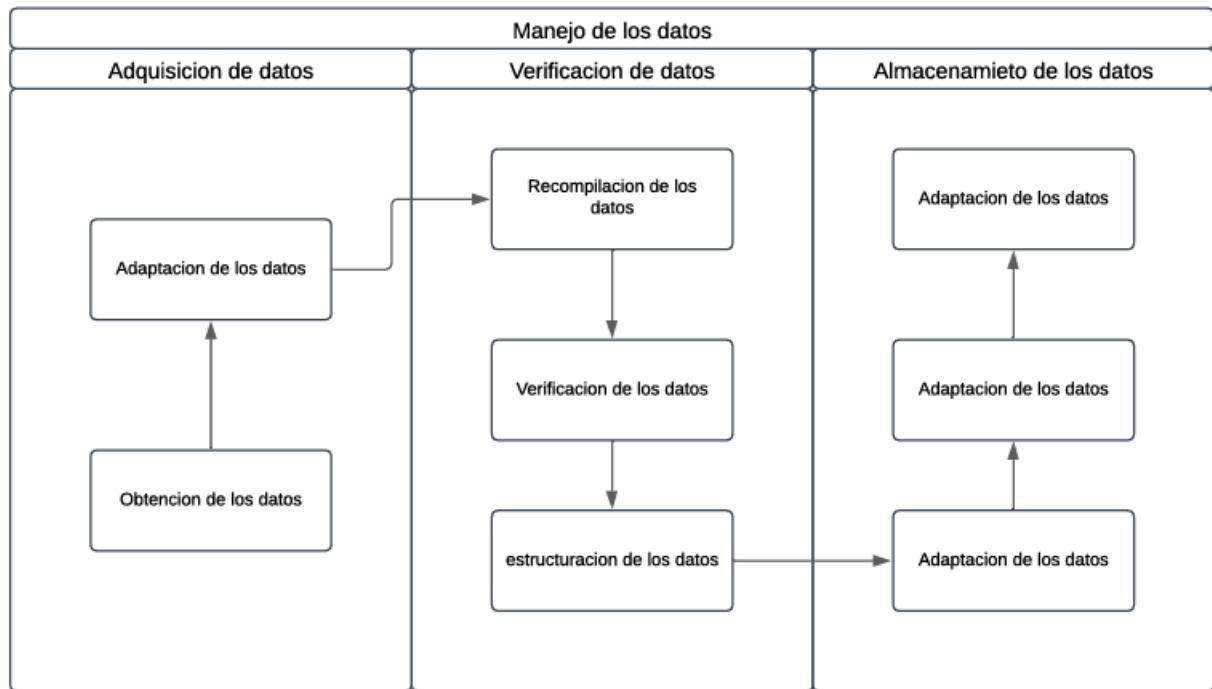 Manejo de los datos
Adquisicion de datos
Verificacion de datos
Almacenamieto de los datos
Obtencion de los datos
Adaptacion de los datos
Recompilacion de los
datos
Verificacion de los datos
estructuracion de los datos
Adaptacion de los datos
Adaptacion de los datos
Adaptacion de los datos